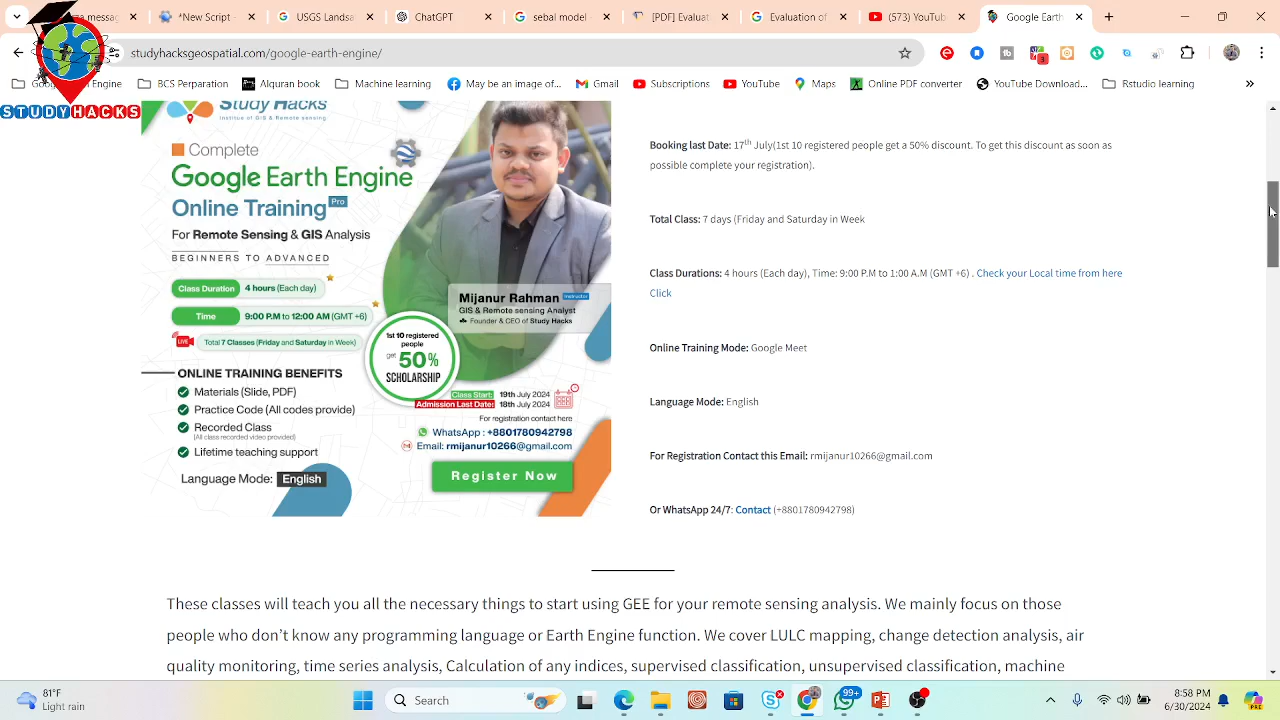 a message
*New Script -
USGS Landsa
ChatGPT
sebal model
[PDF] Evalua
YouTub
Google Earth
studyhacksgeospatial.com/google-earth-engine/
Engine
BCS Perparation
Alquran book
Machine learning
May be an image of...
Gmail
Subscriptions
YouTube
Maps
Online PDF converter
YouTube Download...
Rstudio learning
STUDYHACKS
Study Hacks
Institue of GIS & Remote sensing
Complete
Google Earth Engine
Online Training Pro
For Remote Sensing & GIS Analysis
BEGINNERS TO ADVANCED
Class Duration 4 hours (Each day)
Time 9:00 P.M to 12:00 AM (GMT +6)
LIVE Total 7 Classes (Friday and Saturday in Week)
ONLINE TRAINING BENEFITS
Materials (Slide, PDF)
Practice Code (All codes provide)
Recorded Class
(All class recorded video provided)
Lifetime teaching support
Language Mode: English
Mijanur Rahman Instructor
GIS & Remote sensing Analyst
Founder & CEO of Study Hacks
1st 10 registered
people
get 50%
SCHOLARSHIP
Class Start: 19th July 2024
Admission Last Date: 18th July 2024
For registration contact here
WhatsApp : +8801780942798
Email: rmijanur10266@gmail.com
Register Now
Booking last Date: 17th July(1st 10 registered people get a 50% discount. To get this discount as soon as
possible complete your registration).
Total Class: 7 days (Friday and Saturday in Week
Class Durations: 4 hours (Each day), Time: 9:00 P.M to 1:00 A.M (GMT +6) . Check your Local time from here
Click
Online Training Mode: Google Meet
Language Mode: English
For Registration Contact this Email: rmijanur10266@gmail.com
Or WhatsApp 24/7: Contact (+8801780942798)
These classes will teach you all the necessary things to start using GEE for your remote sensing analysis. We mainly focus on those
people who don't know any programming language or Earth Engine function. We cover LULC mapping, change detection analysis, air
quality monitoring, time series analysis, Calculation of any indices, supervised classification, unsupervised classification, machine
81°F
Light rain
Search
99+
8:58 PM
6/30/2024